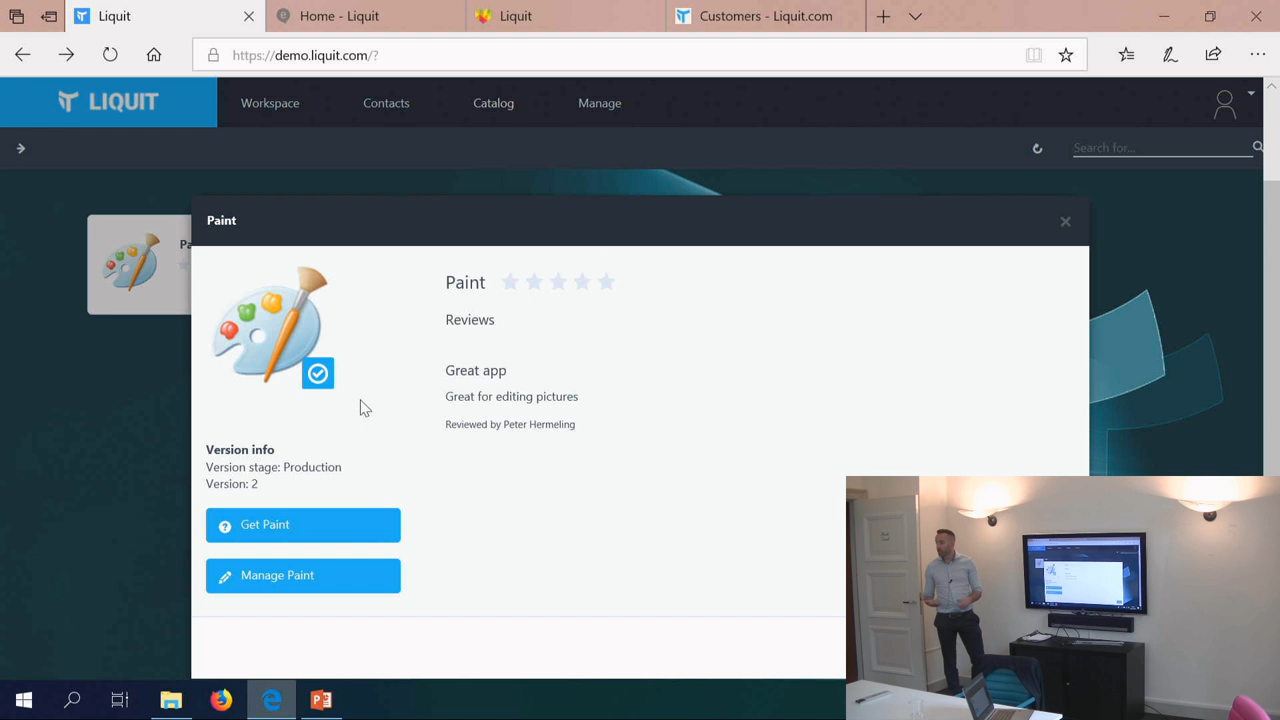 Liquit
Home - Liquit
Liquit
Customers - Liquit.com
https://demo.liquit.com/?
LIQUIT
Workspace
Contacts
Catalog
Manage
Search for...
Pa
Paint
Paint
Reviews
Great app
Great for editing pictures
Reviewed by Peter Hermeling
Version info
Version stage: Production
Version: 2
Get Paint
Manage Paint